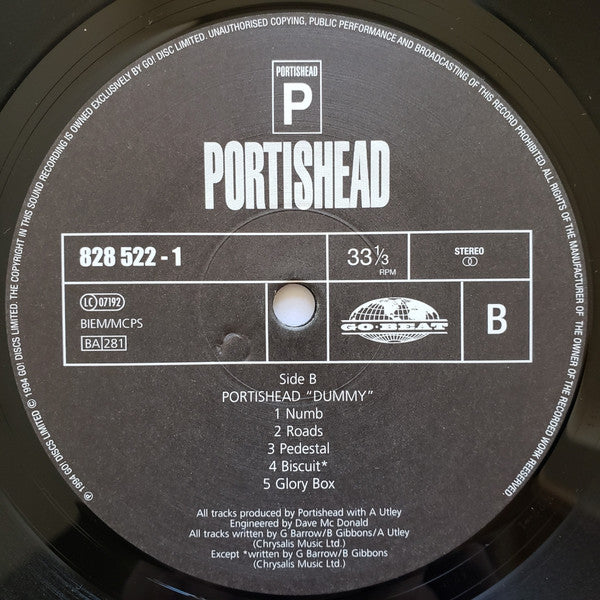 ℗ 1994 GO! DISCS LIMITED © 1994 GO! DISCS LIMITED. THE COPYRIGHT IN THIS SOUND RECORDING IS OWNED EXCLUSIVELY BY GO! DISC LIMITED. UNAUTHORISED COPYING, PUBLIC PERFORMANCE AND BROADCASTING OF THIS RECORD PROHIBITED. ALL RIGHTS OF THE MANUFACTURER OF THE OWNER OF THE RECORDED WORK REESERVED.
PORTISHEAD
P
PORTISHEAD
828 522 - 1
33⅓
RPM
STEREO
LC 07192
BIEM/MCPS
BA 281
GO·BEAT
B
Side B
PORTISHEAD "DUMMY"
1 Numb
2 Roads
3 Pedestal
4 Biscuit*
5 Glory Box
All tracks produced by Portishead with A Utley
Engineered by Dave Mc Donald
All tracks written by G Barrow/B Gibbons/A Utley
(Chrysalis Music Ltd.)
Except *written by G Barrow/B Gibbons
(Chrysalis Music Ltd.)